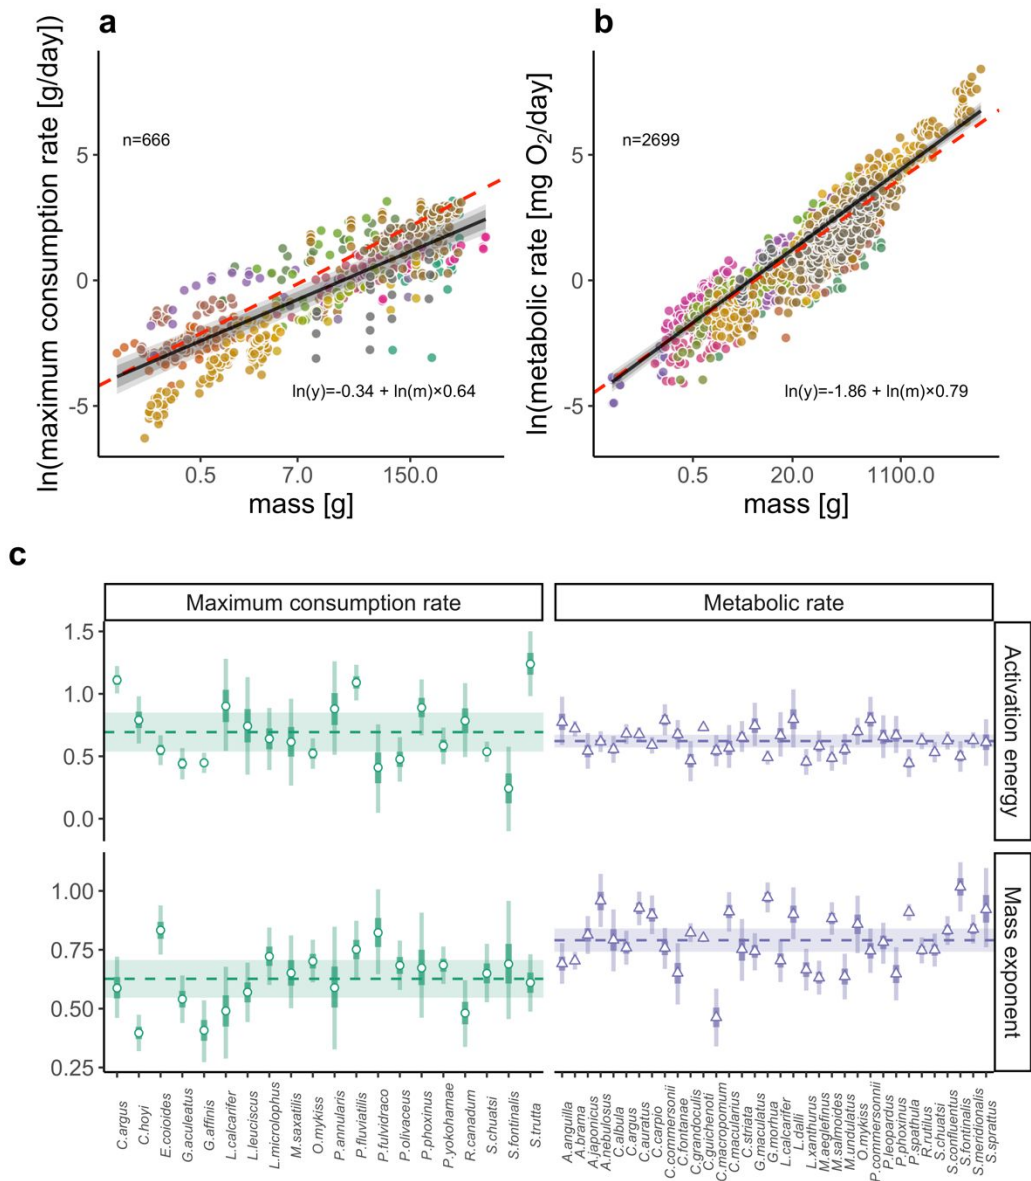 a
ln(maximum consumption rate [g/day])
n=666
5
0
-5
ln(y)=-0.34 + ln(m)×0.64
0.5 7.0 150.0
mass [g]
b
ln(metabolic rate [mg O₂/day])
n=2699
5
0
-5
ln(y)=-1.86 + ln(m)×0.79
0.5 20.0 1100.0
mass [g]
c
Maximum consumption rate
Metabolic rate
Activation energy
1.5
1.0
0.5
0.0
Mass exponent
1.00
0.75
0.50
0.25
C.argus
C.hoyi
E.coioides
G.aculeatus
G.affinis
L.calcarifer
L.leuciscus
L.microlophus
M.saxatilis
O.mykiss
P.annularis
P.fluviatilis
P.fulvidraco
P.olivaceus
P.phoxinus
P.yokohamae
R.canadum
S.chuatsi
S.fontinalis
S.trutta
A.anguilla
A.brama
A.japonicus
A.nebulosus
C.albula
C.argus
C.auratus
C.carpio
C.commersonii
C.fontanae
C.grandoculis
C.guichenoti
C.macropomum
C.macularius
C.striata
G.maculatus
G.morhua
L.calcarifer
L.dalli
L.xanthurus
M.aeglefinus
M.salmoides
M.undulatus
O.mykiss
P.commersonnii
P.leopardus
P.phoxinus
P.spathula
R.rutilus
S.chuatsi
S.confluentus
S.fontinalis
S.meridionalis
S.sprattus